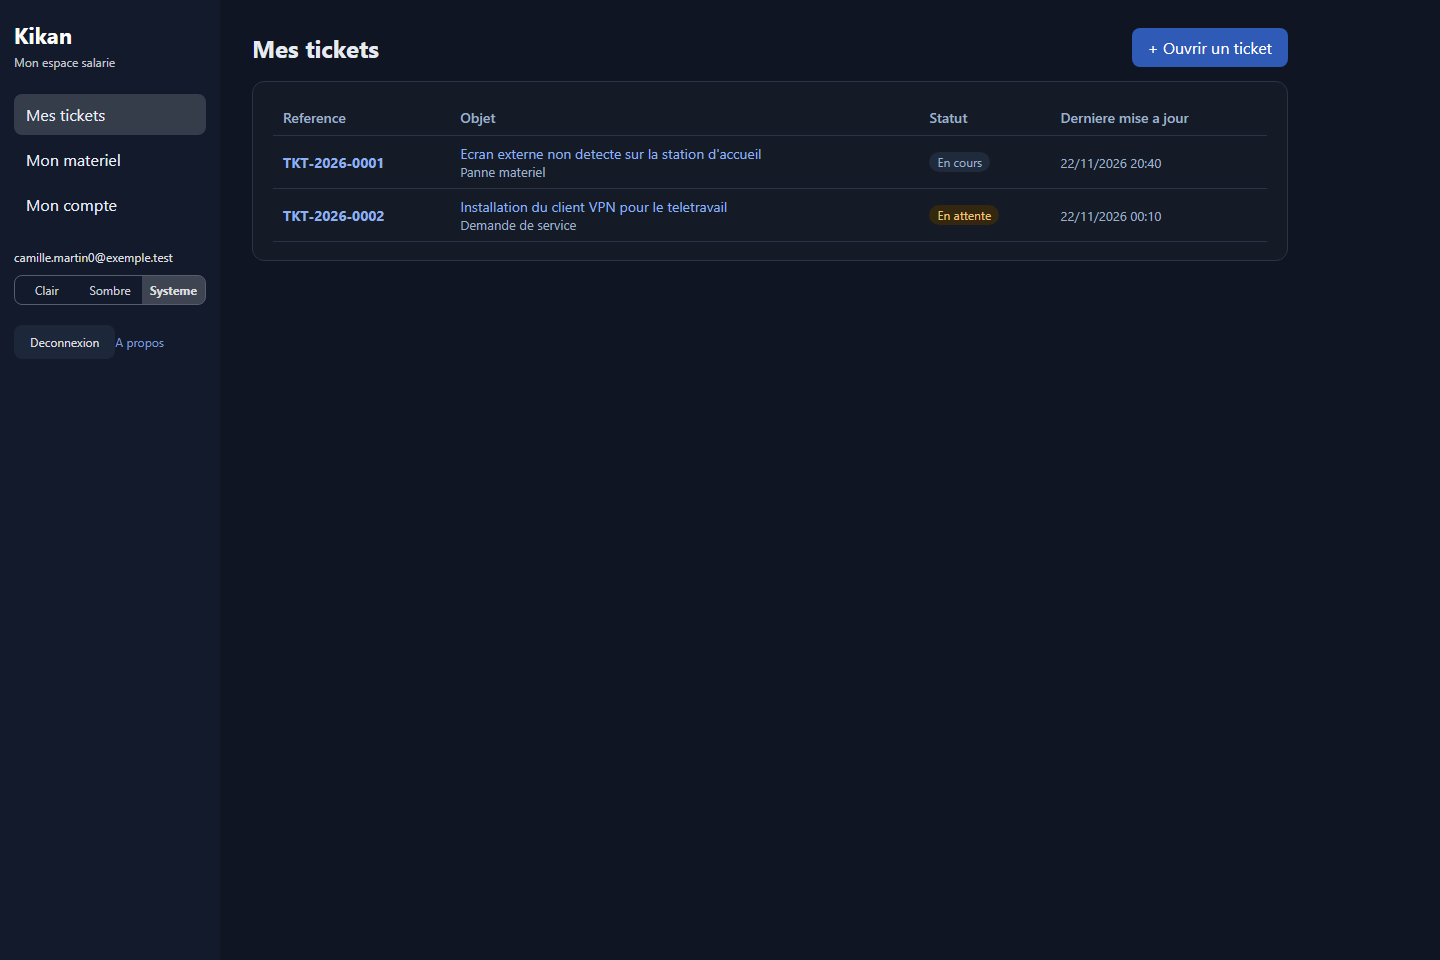 Kikan
Mon espace salarie
Mes tickets
Mon materiel
Mon compte
camille.martin0@exemple.test
Clair Sombre Systeme
Deconnexion A propos
Mes tickets
+ Ouvrir un ticket
Reference Objet Statut Derniere mise a jour
TKT-2026-0001 Ecran externe non detecte sur la station d'accueil En cours 22/11/2026 20:40
Panne materiel
TKT-2026-0002 Installation du client VPN pour le teletravail En attente 22/11/2026 00:10
Demande de service